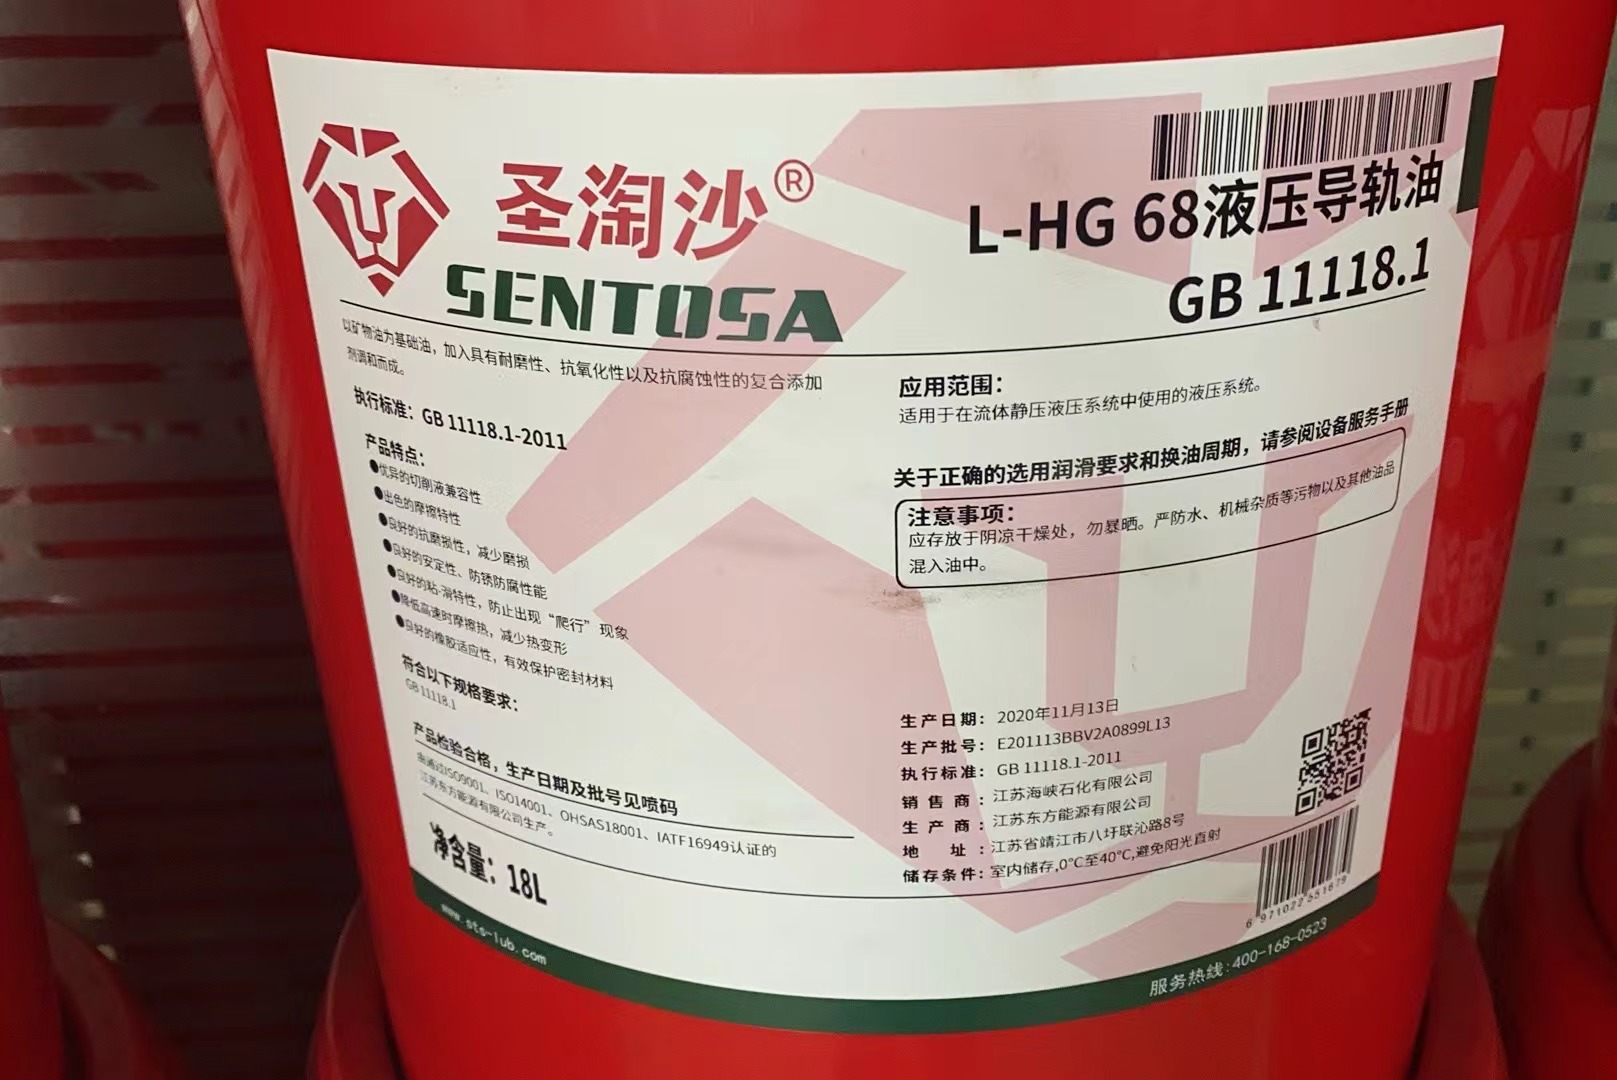 圣淘沙®
SENTOSA
L-HG 68液压导轨油
GB 11118.1
以矿物油为基础油，加入具有耐磨性、抗氧化性以及抗腐蚀性的复合添加
剂调和而成。
执行标准：GB 11118.1-2011
产品特点：
●优异的切削液兼容性
●出色的摩擦特性
●良好的抗磨损性，减少磨损
●良好的安定性、防锈防腐性能
●良好的粘-滑特性，防止出现“爬行”现象
●降低高速时摩擦热，减少热变形
●良好的橡胶适应性，有效保护密封材料
符合以下规格要求：
GB 11118.1
产品检验合格，生产日期及批号见喷码
由通过ISO9001、ISO14001、OHSAS18001、IATF16949认证的
江苏东方能源有限公司生产。
净含量：18L
www.sts-lub.com
应用范围：
适用于在流体静压液压系统中使用的液压系统。
关于正确的选用润滑要求和换油周期，请参阅设备服务手册
注意事项：
应存放于阴凉干燥处，勿暴晒。严防水、机械杂质等污物以及其他油品
混入油中。
生产日期：2020年11月13日
生产批号：E201113BBV2A0899L13
执行标准：GB 11118.1-2011
销售商：江苏海峡石化有限公司
生产商：江苏东方能源有限公司
地址：江苏省靖江市八圩联沁路8号
储存条件：室内储存,0°C至40°C,避免阳光直射
6 971022 651679
服务热线:400-168-0523